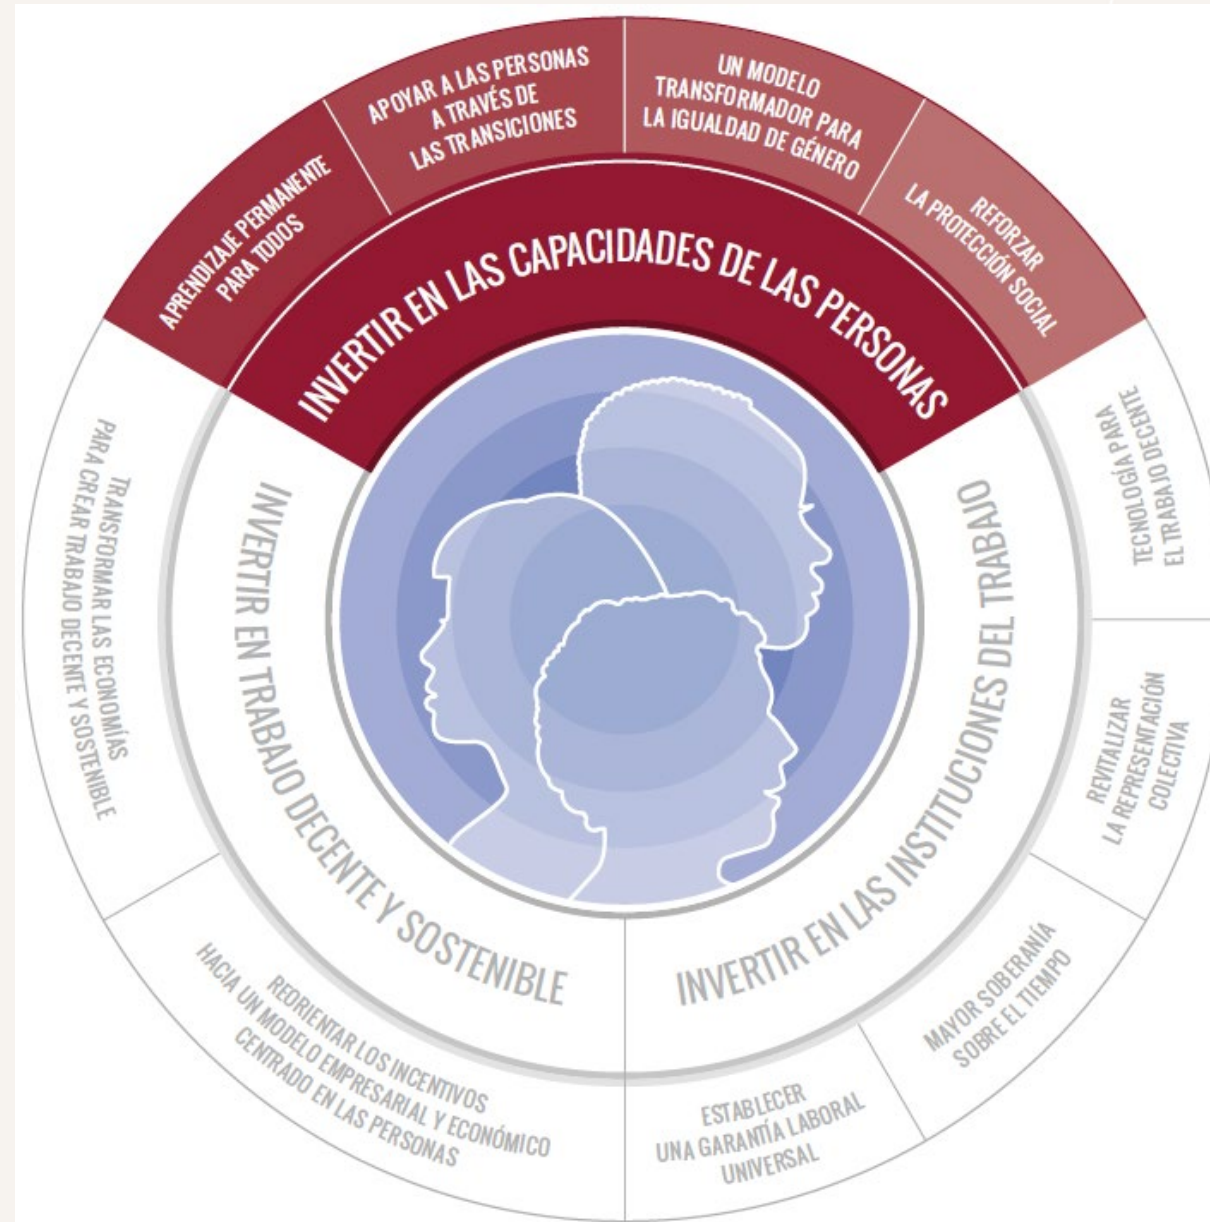 APRENDIZAJE PERMANENTE
PARA TODOS
APOYAR A LAS PERSONAS
A TRAVÉS DE
LAS TRANSICIONES
UN MODELO
TRANSFORMADOR PARA
LA IGUALDAD DE GÉNERO
REFORZAR
LA PROTECCIÓN SOCIAL
INVERTIR EN LAS CAPACIDADES DE LAS PERSONAS
TECNOLOGÍA PARA
EL TRABAJO DECENTE
REVITALIZAR
LA REPRESENTACIÓN
COLECTIVA
MAYOR SOBERANÍA
SOBRE EL TIEMPO
ESTABLECER
UNA GARANTÍA LABORAL
UNIVERSAL
INVERTIR EN LAS INSTITUCIONES DEL TRABAJO
TRANSFORMAR LAS ECONOMÍAS
PARA CREAR TRABAJO DECENTE Y SOSTENIBLE
REORIENTAR LOS INCENTIVOS
HACIA UN MODELO EMPRESARIAL Y ECONÓMICO
CENTRADO EN LAS PERSONAS
INVERTIR EN TRABAJO DECENTE Y SOSTENIBLE